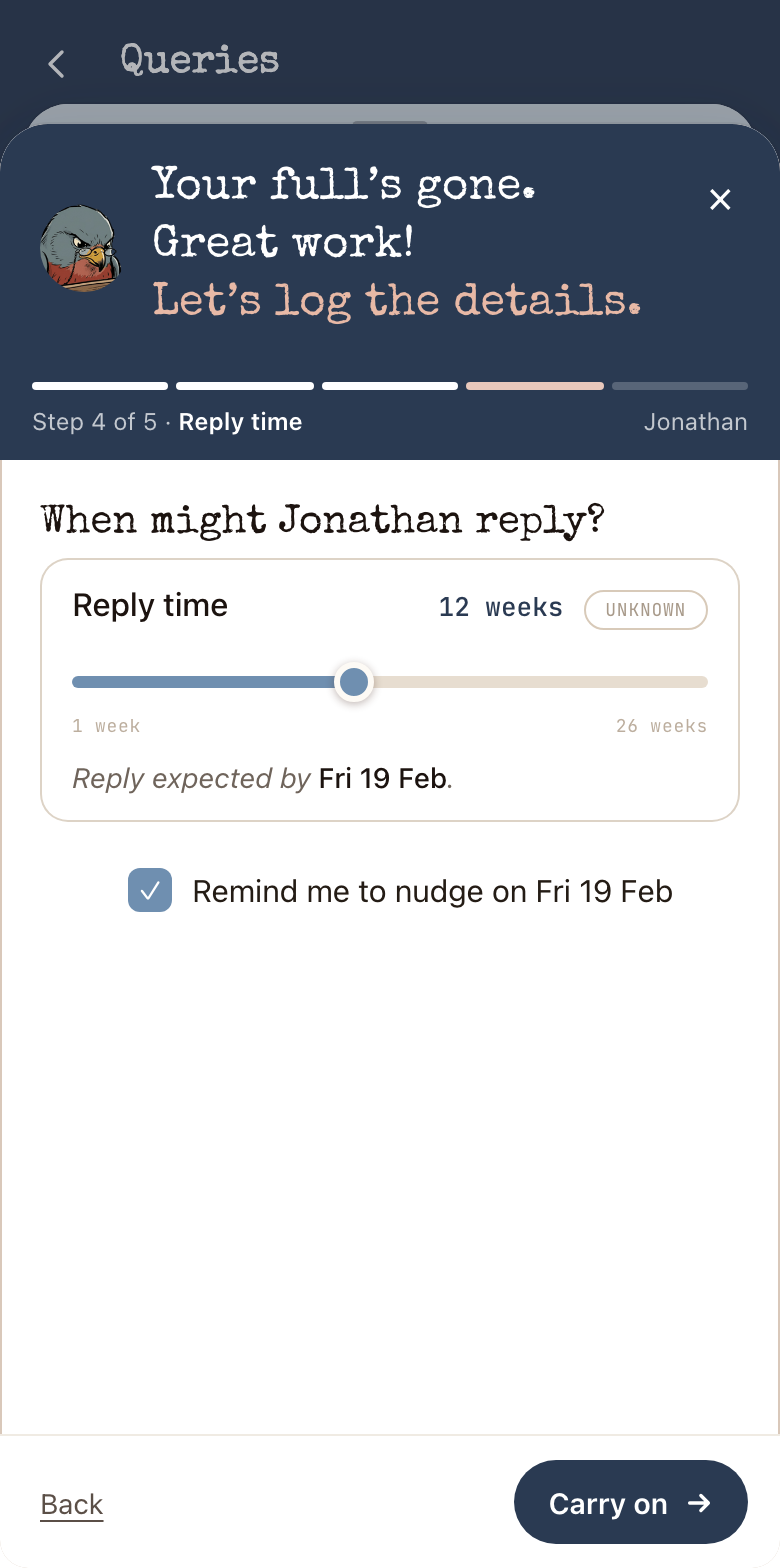 Queries
Your full’s gone.
Great work!
Let’s log the details.
Step 4 of 5 · Reply time
Jonathan
When might Jonathan reply?
Reply time
12 weeks
UNKNOWN
1 week
26 weeks
Reply expected by Fri 19 Feb.
Remind me to nudge on Fri 19 Feb
Back
Carry on →